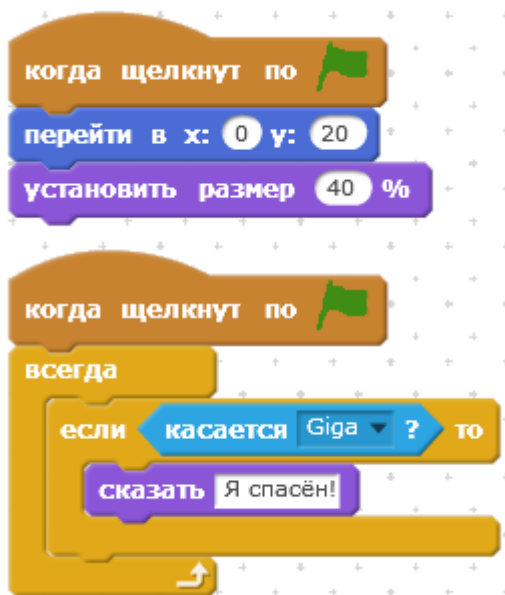 когда щелкнут по
перейти в x: 0 y: 20
установить размер 40 %
когда щелкнут по
всегда
если касается Giga ? то
сказать Я спасён!